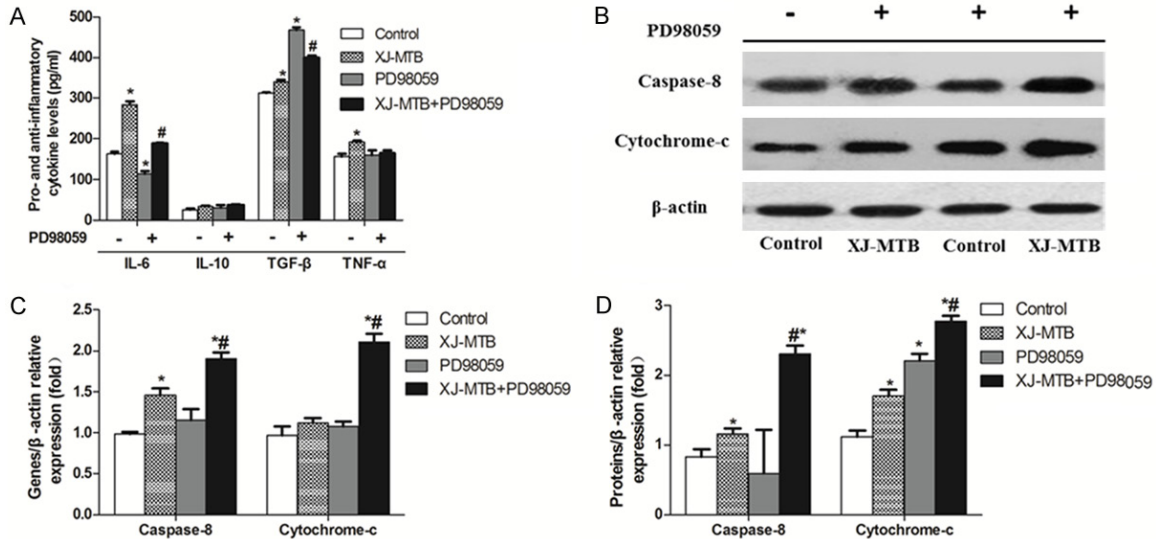 A
Pro- and anti-inflammatory
cytokine levels (pg/ml)
500
400
300
200
100
0
* * # * * # *
Control
XJ-MTB
PD98059
XJ-MTB+PD98059
PD98059 - + - + - + - +
IL-6 IL-10 TGF-β TNF-α
B
PD98059 - + + +
Caspase-8
Cytochrome-c
β-actin
Control XJ-MTB Control XJ-MTB
C
Genes/β -actin relative
expression (fold)
2.5
2.0
1.5
1.0
0.5
0.0
* *# *#
Control
XJ-MTB
PD98059
XJ-MTB+PD98059
Caspase-8 Cytochrome-c
D
Proteins/β -actin relative
expression (fold)
3
2
1
0
* #* * * *#
Control
XJ-MTB
PD98059
XJ-MTB+PD98059
Caspase-8 Cytochrome-c